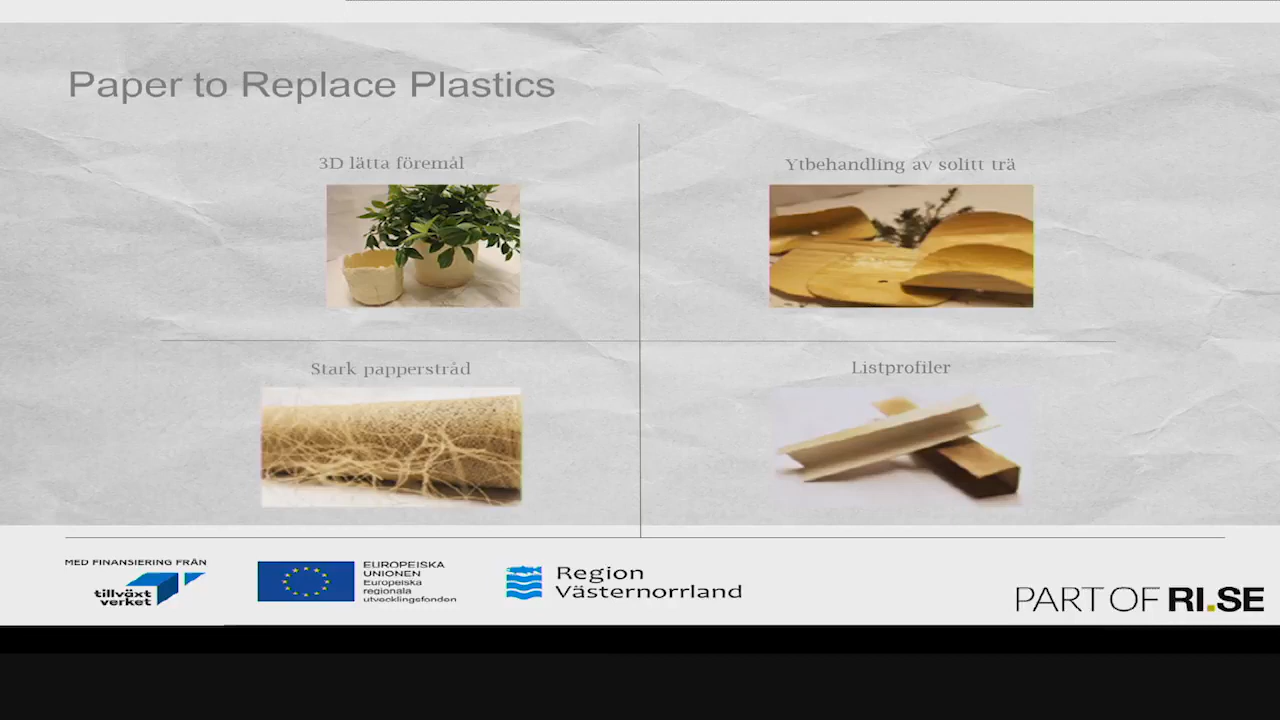 Paper to Replace Plastics
3D lätta föremål
Ytbehandling av solitt trä
Stark papperstråd
Listprofiler
MED FINANSIERING FRÅN
tillväxt
verket
EUROPEISKA
UNIONEN
Europeiska
regionala
utvecklingsfonden
Region
Västernorrland
PART OF RI.SE